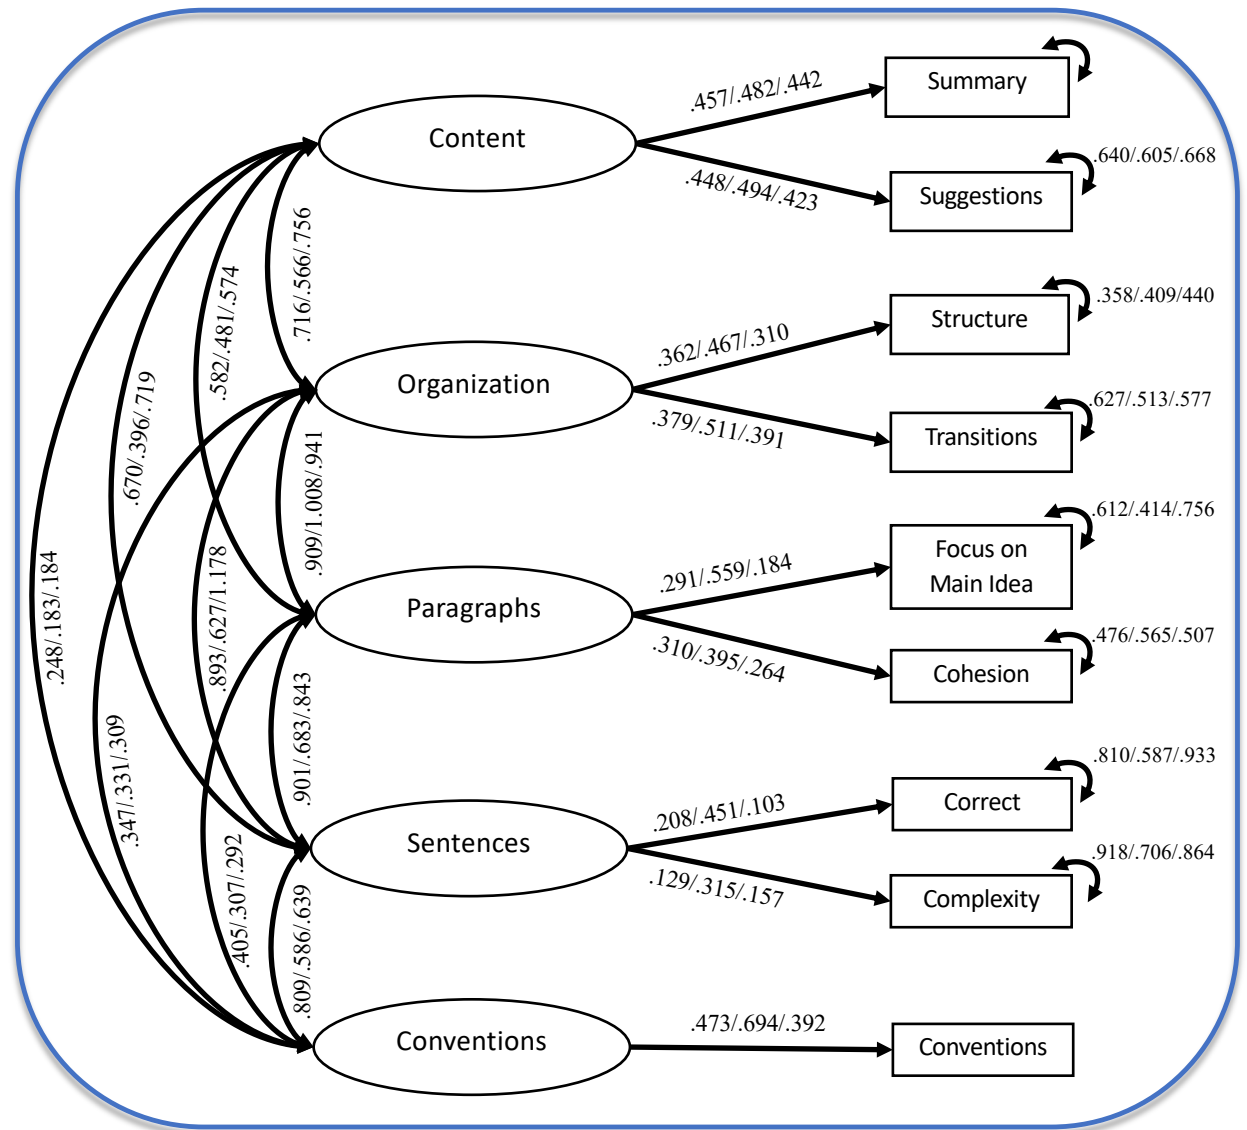 Summary
.457/.482/.442
Content
.640/.605/.668
.448/.494/.423
Suggestions
.716/.566/.756
.582/.481/.574
.358/.409/440
Structure
.362/.467/.310
Organization
.670/.396/.719
.627/.513/.577
.379/.511/.391
Transitions
.909/1.008/.941
.612/.414/.756
Focus on
Main Idea
.291/.559/.184
.248/.183/.184
.893/.627/1.178
Paragraphs
.476/.565/.507
.310/.395/.264
Cohesion
.901/.683/.843
.347/.331/.309
.810/.587/.933
Correct
.208/.451/.103
Sentences
.918/.706/.864
.129/.315/.157
Complexity
.405/.307/.292
.809/.586/.639
.473/.694/.392
Conventions
Conventions